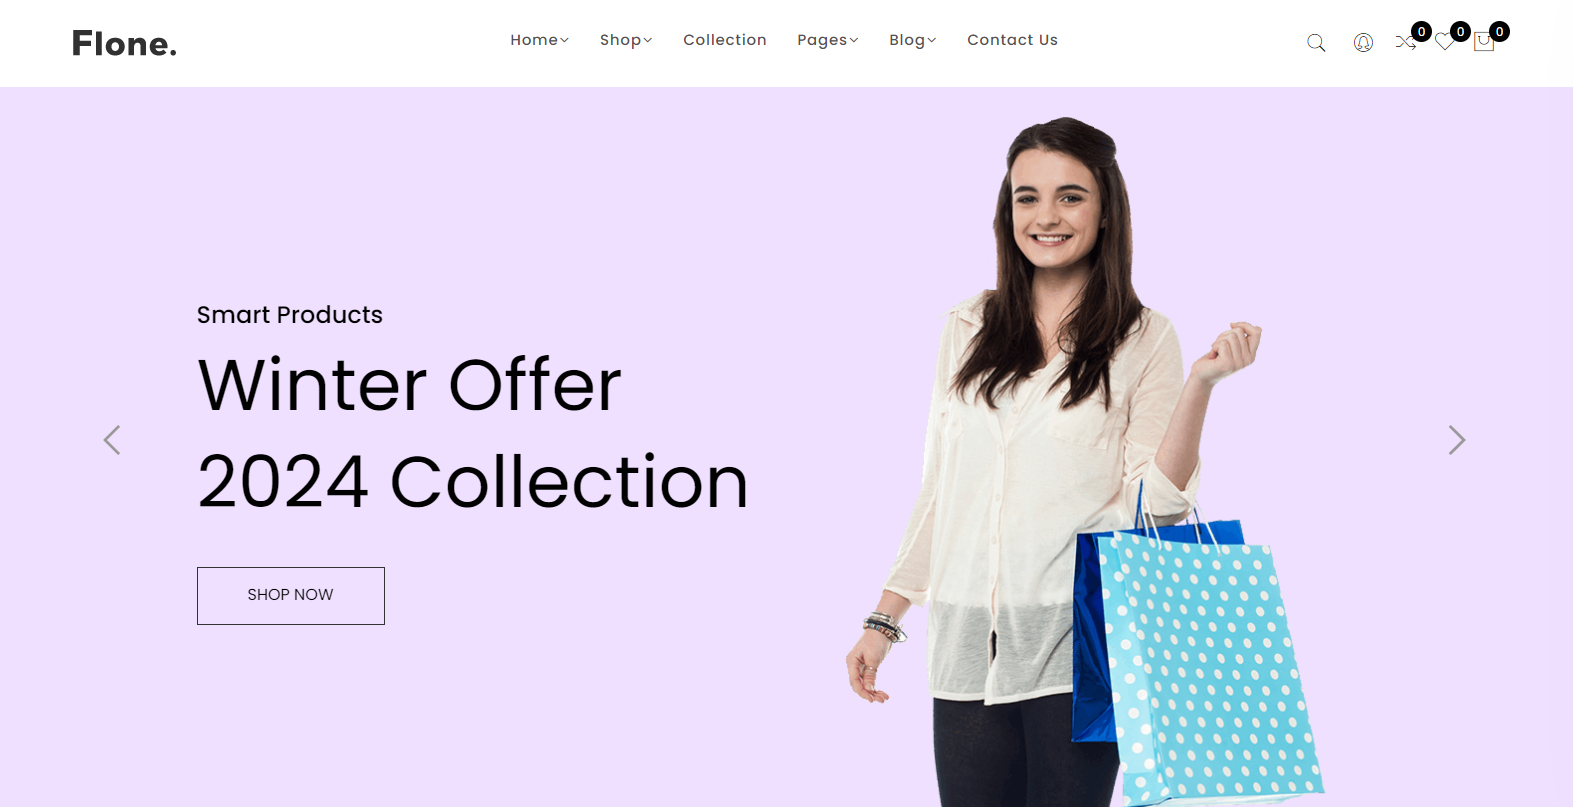 Flone.
Home Shop Collection Pages Blog Contact Us
0 0 0
Smart Products
Winter Offer
2024 Collection
SHOP NOW